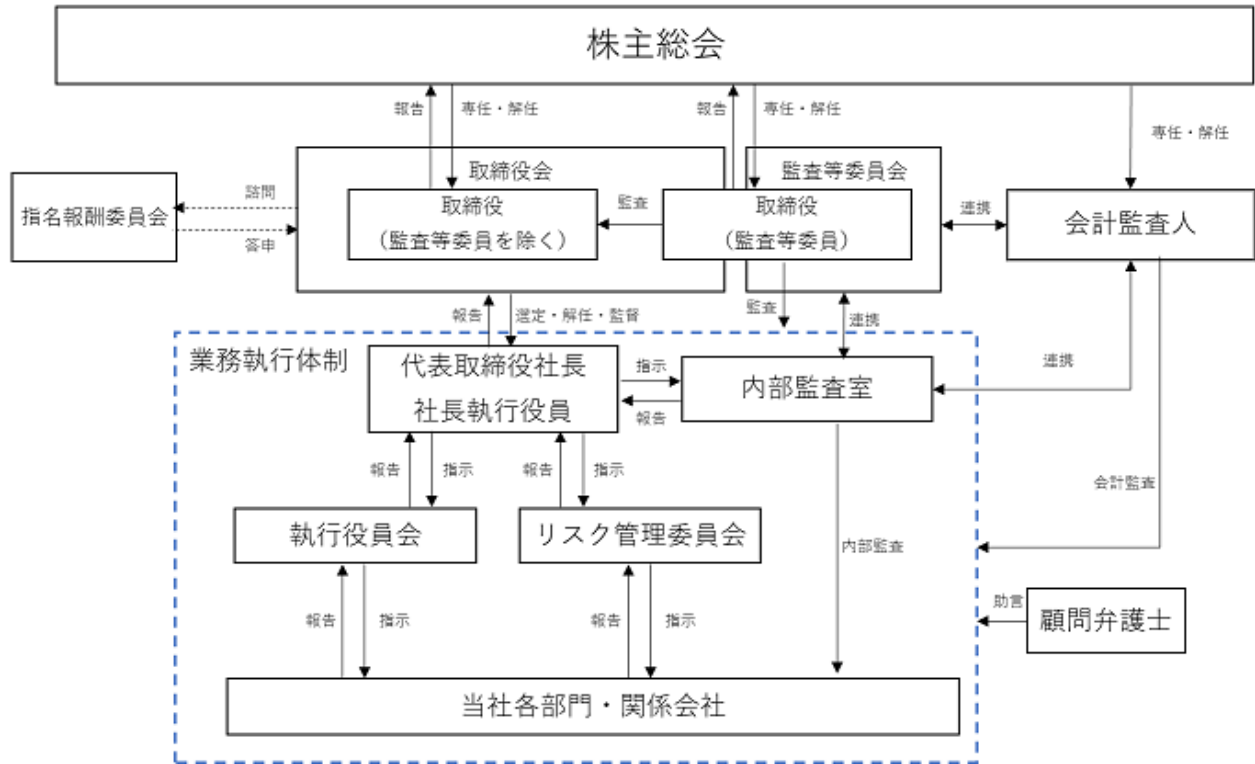 株主総会
報告
専任・解任
報告
専任・解任
専任・解任
取締役会
監査等委員会
指名報酬委員会
諮問
答申
取締役
(監査等委員を除く)
監査
取締役
(監査等委員)
連携
会計監査人
報告
選定・解任・監督
監査
連携
業務執行体制
代表取締役社長
社長執行役員
指示
報告
内部監査室
連携
報告
指示
報告
指示
会計監査
執行役員会
リスク管理委員会
内部監査
報告
指示
報告
指示
助言
顧問弁護士
当社各部門・関係会社